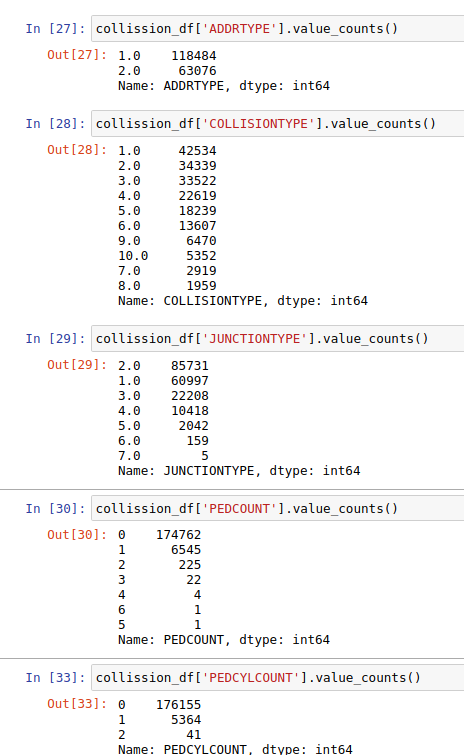 In [27]: collission_df['ADDRTYPE'].value_counts()
Out[27]: 1.0    118484
2.0     63076
Name: ADDRTYPE, dtype: int64
In [28]: collission_df['COLLISIONTYPE'].value_counts()
Out[28]: 1.0     42534
2.0     34339
3.0     33522
4.0     22619
5.0     18239
6.0     13607
9.0      6470
10.0     5352
7.0      2919
8.0      1959
Name: COLLISIONTYPE, dtype: int64
In [29]: collission_df['JUNCTIONTYPE'].value_counts()
Out[29]: 2.0    85731
1.0    60997
3.0    22208
4.0    10418
5.0     2042
6.0      159
7.0        5
Name: JUNCTIONTYPE, dtype: int64
In [30]: collission_df['PEDCOUNT'].value_counts()
Out[30]: 0    174762
1      6545
2       225
3        22
4         4
6         1
5         1
Name: PEDCOUNT, dtype: int64
In [33]: collission_df['PEDCYLCOUNT'].value_counts()
Out[33]: 0    176155
1      5364
2        41
Name: PEDCYLCOUNT, dtype: int64